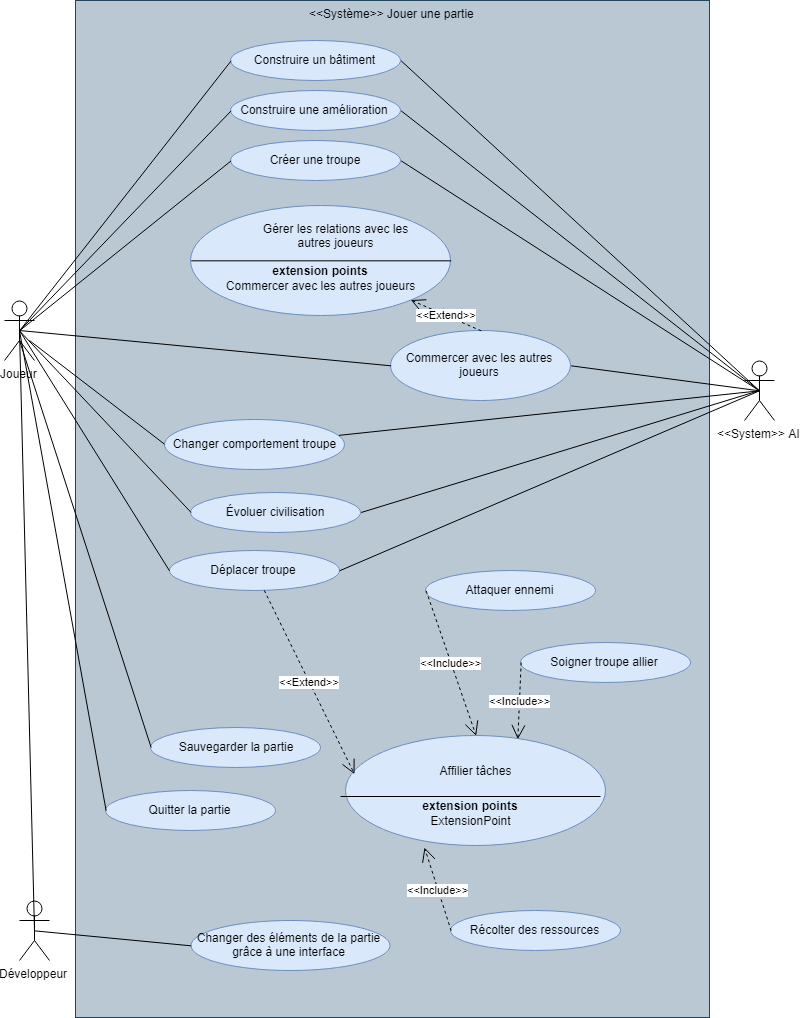 <<Système>> Jouer une partie
Construire un bâtiment
Construire une amélioration
Créer une troupe
Gérer les relations avec les
autres joueurs
extension points
Commercer avec les autres joueurs
<<Extend>>
Commercer avec les autres
joueurs
Joueur
<<System>> AI
Changer comportement troupe
Évoluer civilisation
Déplacer troupe
Attaquer ennemi
<<Include>>
Soigner troupe allier
<<Extend>>
<<Include>>
Sauvegarder la partie
Affilier tâches
extension points
ExtensionPoint
Quitter la partie
<<Include>>
Récolter des ressources
Changer des éléments de la partie
grâce à une interface
Développeur